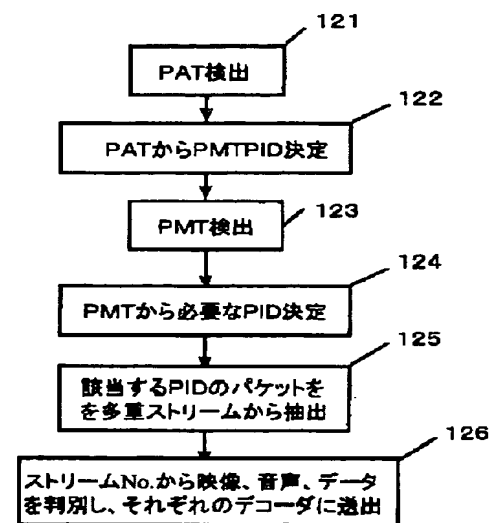 121
PAT検出
122
PATからPMTPID決定
123
PMT検出
124
PMTから必要なPID決定
125
該当するPIDのパケットを
を多重ストリームから抽出
126
ストリームNo.から映像、音声、データ
を判別し、それぞれのデコーダに送出